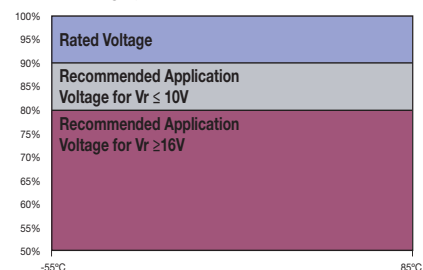 100%
95%
90%
85%
80%
75%
70%
65%
60%
55%
50%
Rated Voltage
Recommended Application
Voltage for Vr ≤ 10V
Recommended Application
Voltage for Vr ≥16V
-55ºC
85ºC